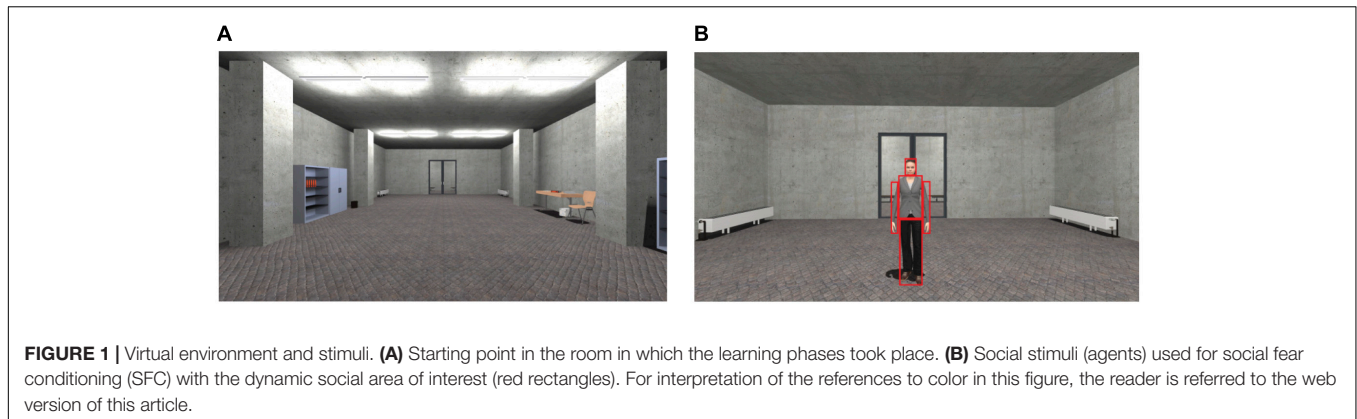 A
B
FIGURE 1 | Virtual environment and stimuli. (A) Starting point in the room in which the learning phases took place. (B) Social stimuli (agents) used for social fear
conditioning (SFC) with the dynamic social area of interest (red rectangles). For interpretation of the references to color in this figure, the reader is referred to the web
version of this article.